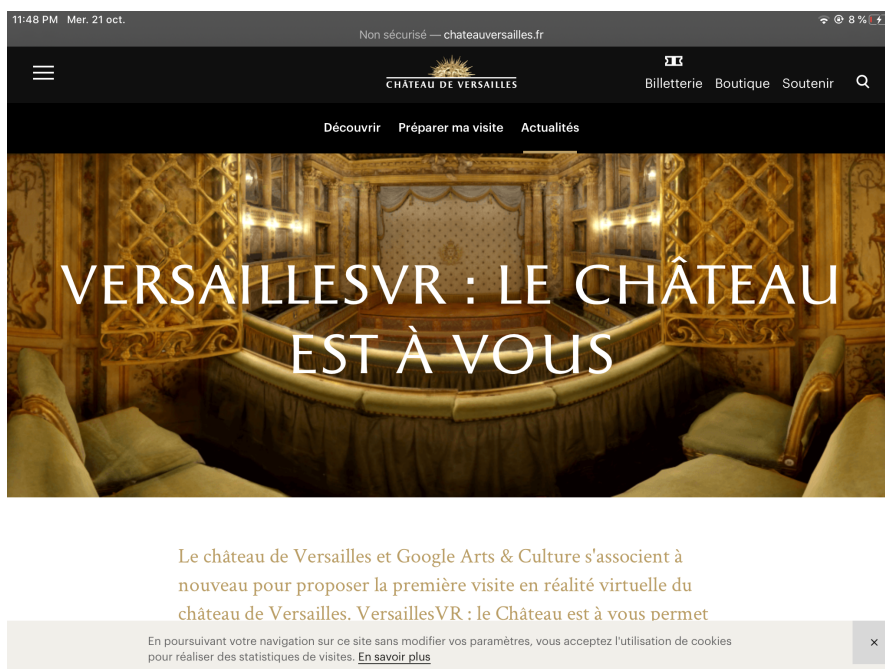 11:48 PM Mer. 21 oct.
8 %
Non sécurisé — chateauversailles.fr
CHÂTEAU DE VERSAILLES
Billetterie Boutique Soutenir
Découvrir Préparer ma visite Actualités
VERSAILLESVR : LE CHÂTEAU
EST À VOUS
Le château de Versailles et Google Arts & Culture s'associent à
nouveau pour proposer la première visite en réalité virtuelle du
château de Versailles. VersaillesVR : le Château est à vous permet
En poursuivant votre navigation sur ce site sans modifier vos paramètres, vous acceptez l'utilisation de cookies
pour réaliser des statistiques de visites. En savoir plus
×